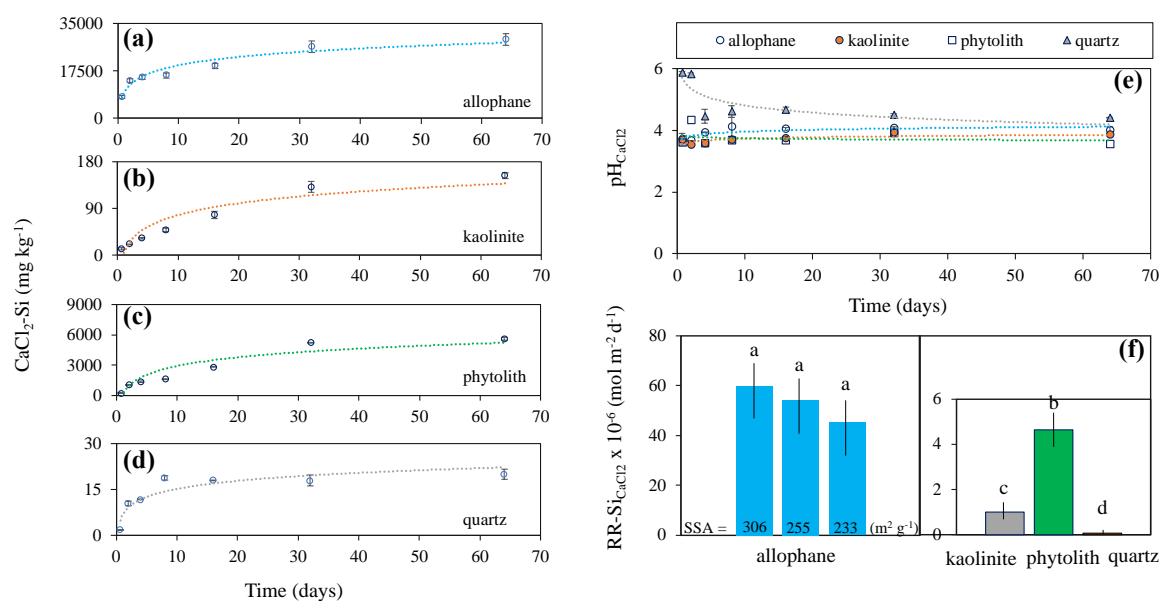 CaCl2-Si (mg kg-1)
35000
17500
0
(a)
allophane
0 10 20 30 40 50 60 70
180
90
0
(b)
kaolinite
0 10 20 30 40 50 60 70
9000
6000
3000
0
(c)
phytolith
0 10 20 30 40 50 60 70
30
15
0
(d)
quartz
0 10 20 30 40 50 60 70
Time (days)
allophane kaolinite phytolith quartz
pHCaCl2
6
4
2
0
(e)
0 10 20 30 40 50 60 70
Time (days)
RR-SiCaCl2 x 10-6 (mol m-2 d-1)
80
60
40
20
0
a a a
SSA = 306 255 233 (m2 g-1)
allophane
(f)
6
4
2
0
c b d
kaolinite phytolith quartz